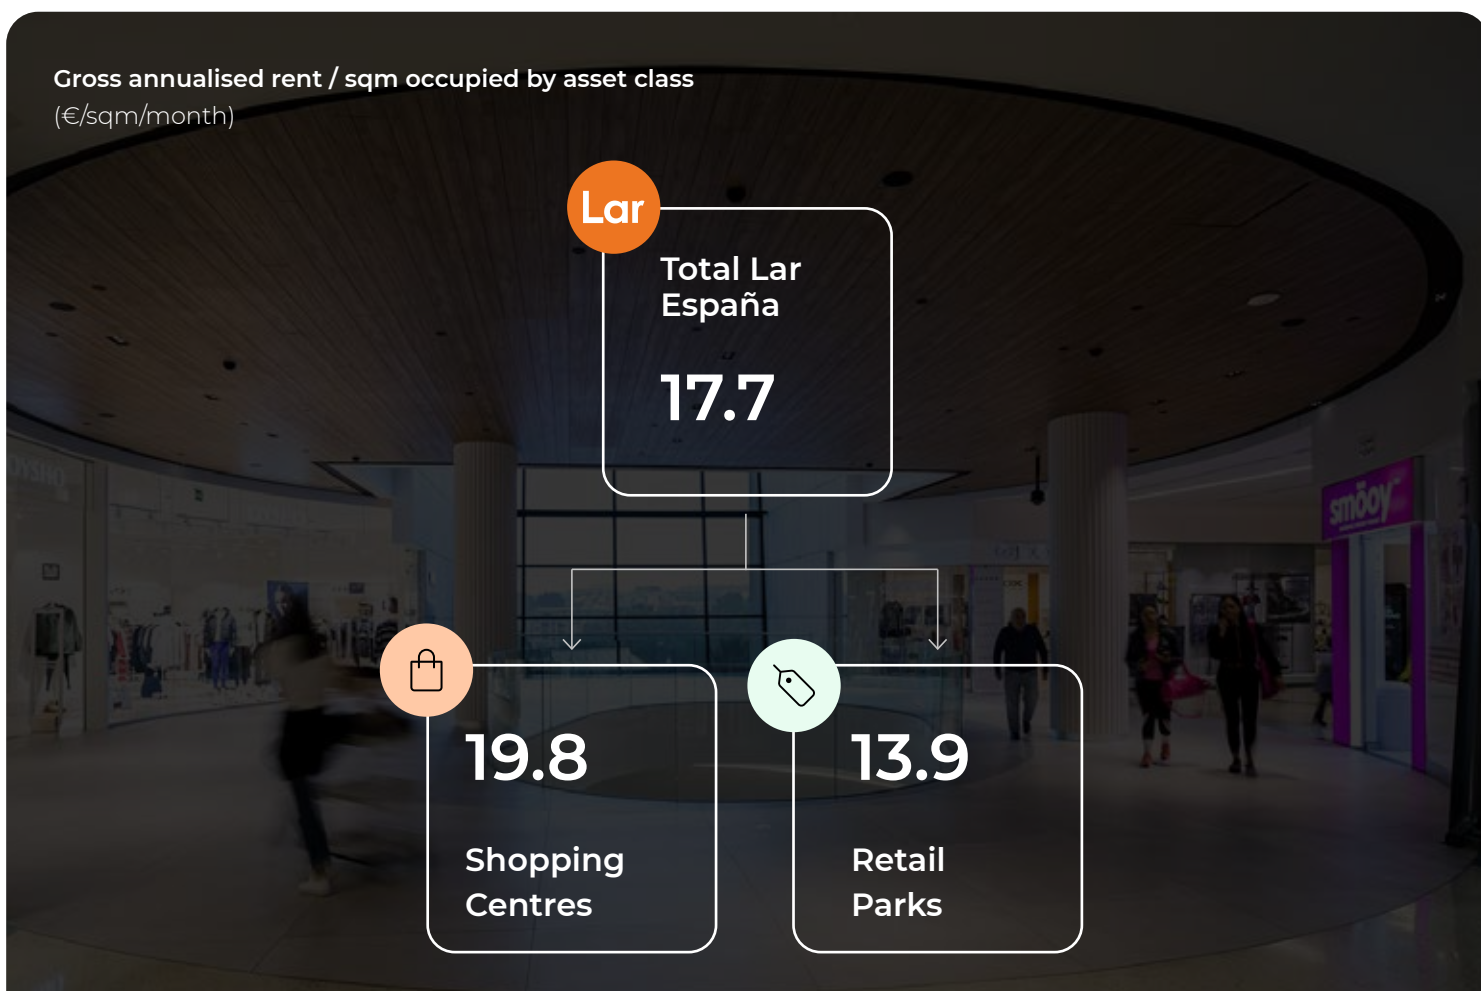 Gross annualised rent / sqm occupied by asset class
(€/sqm/month)
Lar
Total Lar
España
17.7
19.8
Shopping
Centres
13.9
Retail
Parks
smöoy